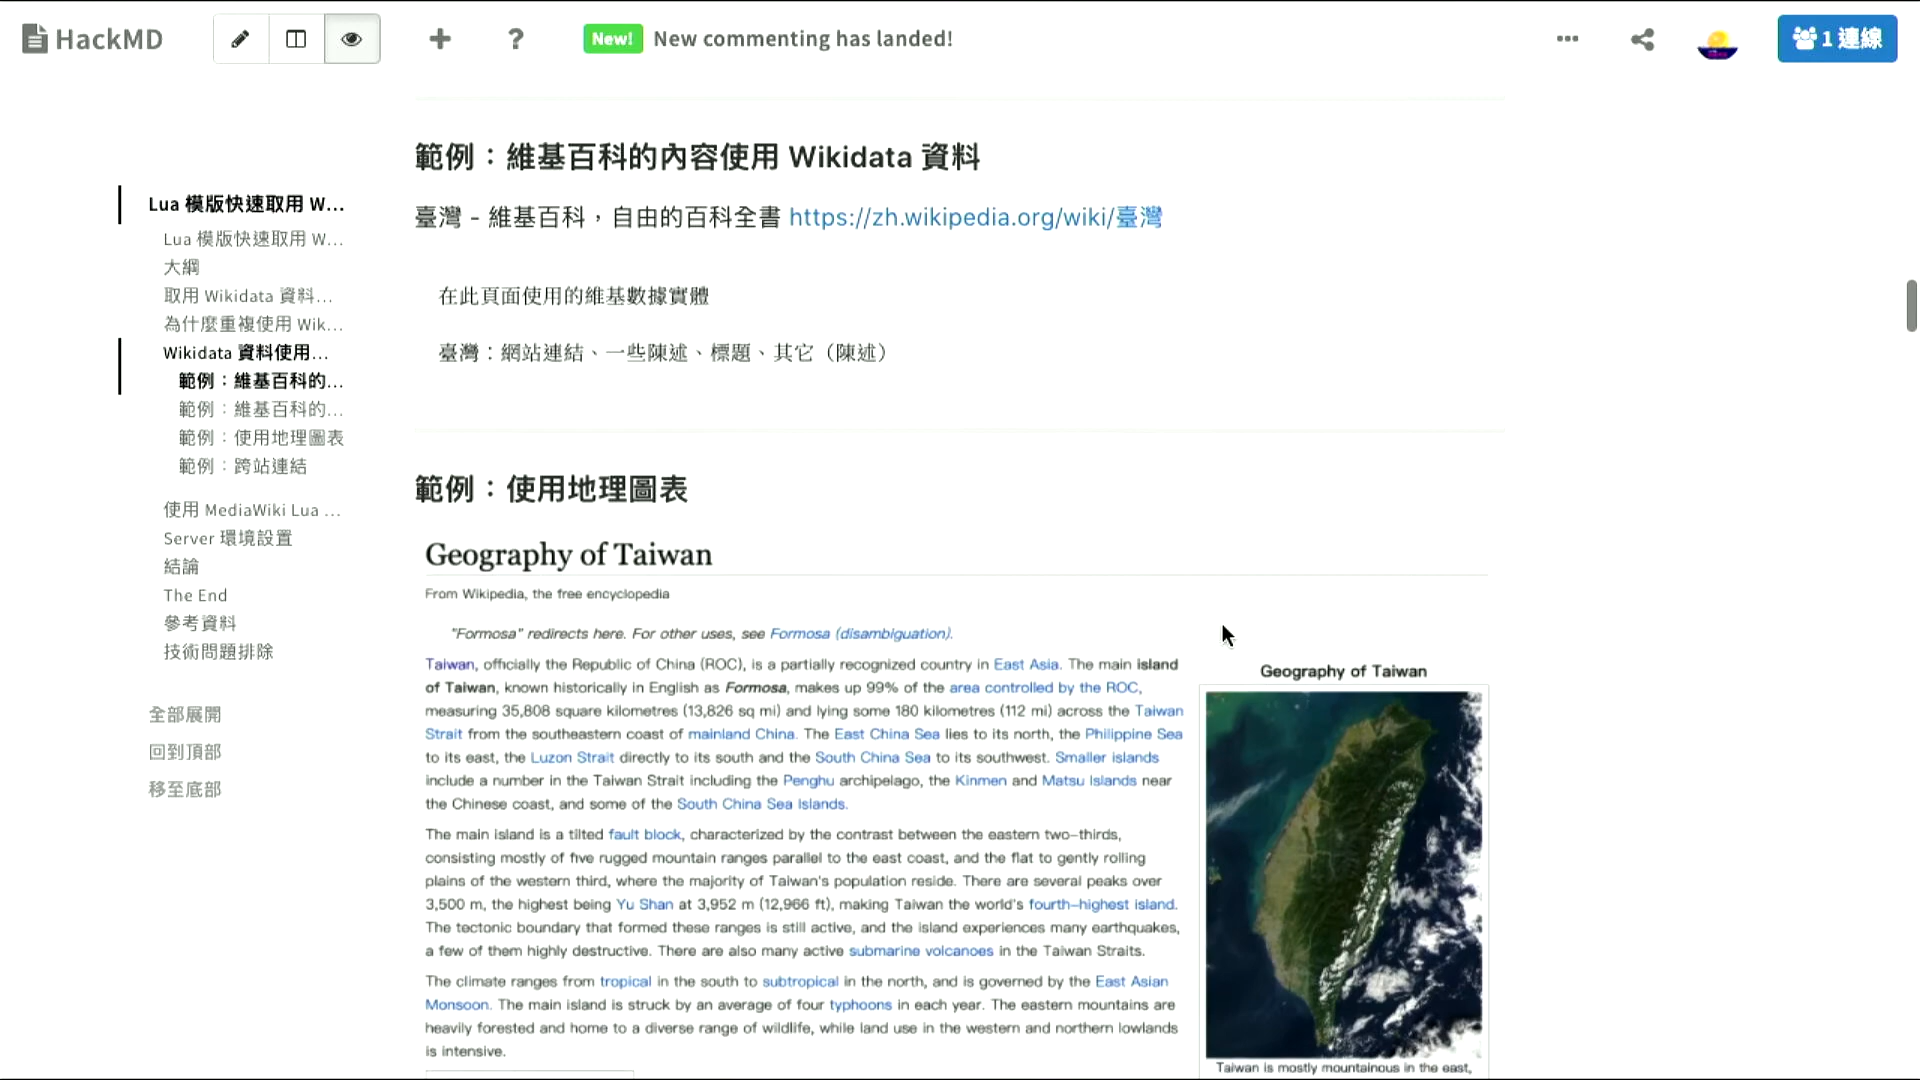 HackMD
New! New commenting has landed!
1 連線
Lua 模版快速取用 W...
Lua 模版快速取用 W...
大綱
取用 Wikidata 資料...
為什麼重複使用 Wik...
Wikidata 資料使用...
範例：維基百科的...
範例：維基百科的...
範例：使用地理圖表
範例：跨站連結
使用 MediaWiki Lua ...
Server 環境設置
結論
The End
參考資料
技術問題排除
全部展開
回到頂部
移至底部
範例：維基百科的內容使用 Wikidata 資料
臺灣 - 維基百科，自由的百科全書 https://zh.wikipedia.org/wiki/臺灣
在此頁面使用的維基數據實體
臺灣：網站連結、一些陳述、標題、其它（陳述）
範例：使用地理圖表
Geography of Taiwan
From Wikipedia, the free encyclopedia
"Formosa" redirects here. For other uses, see Formosa (disambiguation).
Taiwan, officially the Republic of China (ROC), is a partially recognized country in East Asia. The main island
of Taiwan, known historically in English as Formosa, makes up 99% of the area controlled by the ROC,
measuring 35,808 square kilometres (13,826 sq mi) and lying some 180 kilometres (112 mi) across the Taiwan
Strait from the southeastern coast of mainland China. The East China Sea lies to its north, the Philippine Sea
to its east, the Luzon Strait directly to its south and the South China Sea to its southwest. Smaller islands
include a number in the Taiwan Strait including the Penghu archipelago, the Kinmen and Matsu Islands near
the Chinese coast, and some of the South China Sea Islands.
The main island is a tilted fault block, characterized by the contrast between the eastern two–thirds,
consisting mostly of five rugged mountain ranges parallel to the east coast, and the flat to gently rolling
plains of the western third, where the majority of Taiwan's population reside. There are several peaks over
3,500 m, the highest being Yu Shan at 3,952 m (12,966 ft), making Taiwan the world's fourth–highest island.
The tectonic boundary that formed these ranges is still active, and the island experiences many earthquakes,
a few of them highly destructive. There are also many active submarine volcanoes in the Taiwan Straits.
The climate ranges from tropical in the south to subtropical in the north, and is governed by the East Asian
Monsoon. The main island is struck by an average of four typhoons in each year. The eastern mountains are
heavily forested and home to a diverse range of wildlife, while land use in the western and northern lowlands
is intensive.
Geography of Taiwan
Taiwan is mostly mountainous in the east,